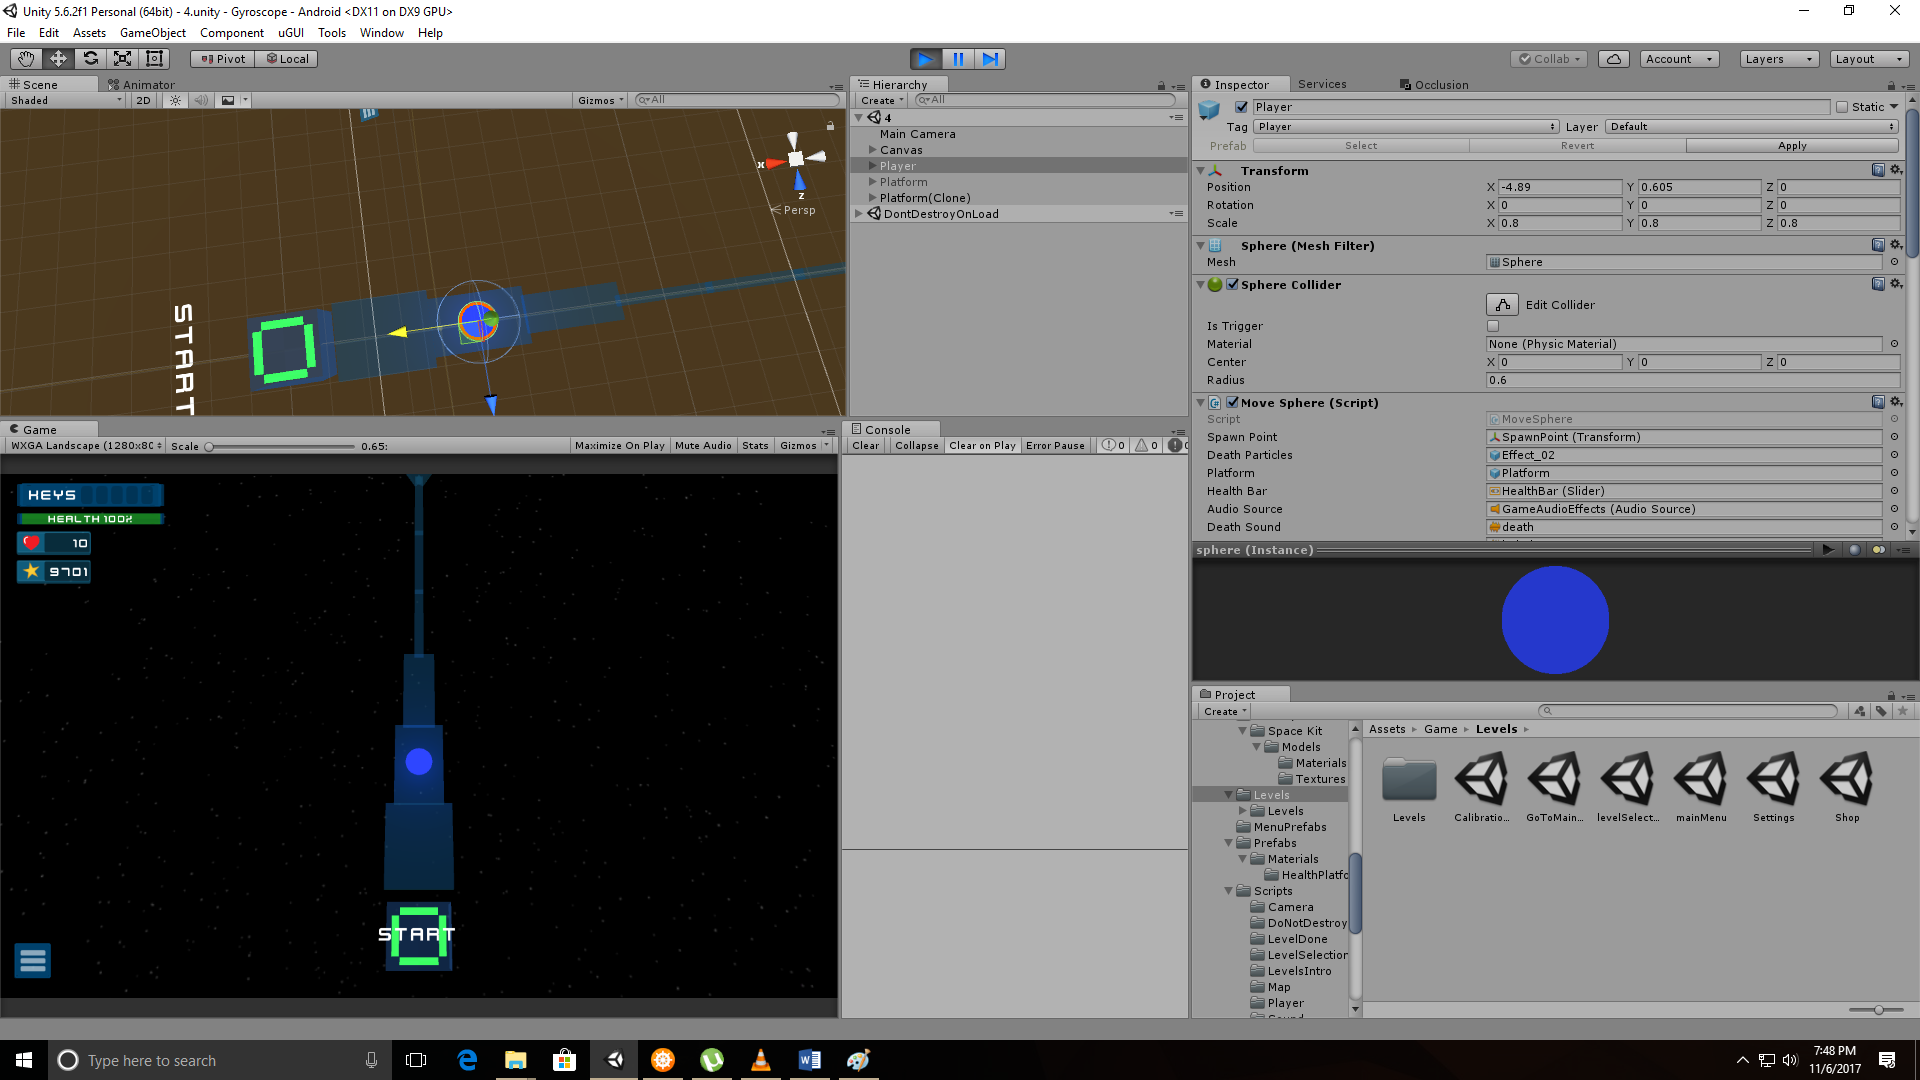 Unity 5.6.2f1 Personal (64bit) - 4.unity - Gyroscope - Android <DX11 on DX9 GPU>
File Edit Assets GameObject Component uGUI Tools Window Help
Pivot Local Collab Account Layers Layout
Scene Animator
Shaded 2D Gizmos All
x z
Persp
START
Hierarchy
Create All
4
Main Camera
Canvas
Player
Platform
Platform(Clone)
DontDestroyOnLoad
Game
WXGA Landscape (1280x80 Scale 0.65: Maximize On Play Mute Audio Stats Gizmos
KEYS
HEALTH 100%
10
9701
START
Console
Clear Collapse Clear on Play Error Pause 0 0
Inspector Services Occlusion
Player Static
Tag Player Layer Default
Prefab Select Revert Apply
Transform
Position X -4.89 Y 0.605 Z 0
Rotation X 0 Y 0 Z 0
Scale X 0.8 Y 0.8 Z 0.8
Sphere (Mesh Filter)
Mesh Sphere
Sphere Collider
Edit Collider
Is Trigger
Material None (Physic Material)
Center X 0 Y 0 Z 0
Radius 0.6
Move Sphere (Script)
Script MoveSphere
Spawn Point SpawnPoint (Transform)
Death Particles Effect_02
Platform Platform
Health Bar HealthBar (Slider)
Audio Source GameAudioEffects (Audio Source)
Death Sound death
sphere (Instance)
Project
Create
Space Kit
Models
Materials
Textures
Levels
Levels
MenuPrefabs
Prefabs
Materials
HealthPlatfo
Scripts
Camera
DoNotDestroy
LevelDone
LevelSelection
LevelsIntro
Map
Player
Assets Game Levels
Levels Calibratio... GoToMain... levelSelect... mainMenu Settings Shop
Type here to search
7:48 PM
11/6/2017